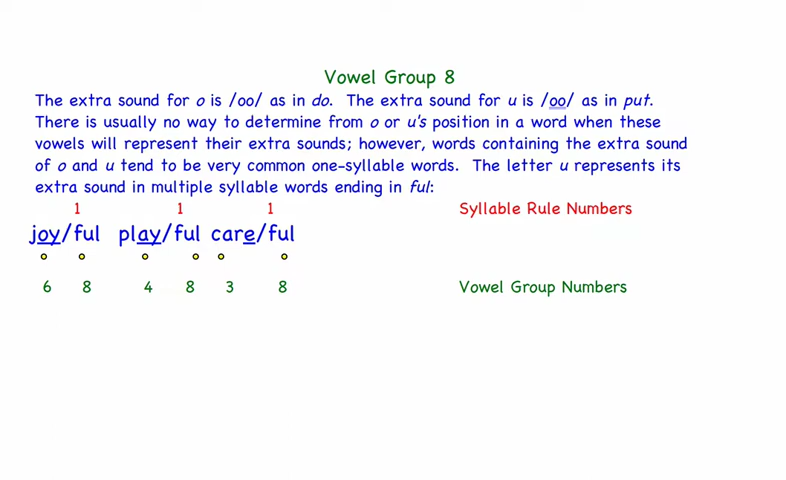 Vowel Group 8
The extra sound for o is /oo/ as in do. The extra sound for u is /oo/ as in put.
There is usually no way to determine from o or u's position in a word when these
vowels will represent their extra sounds; however, words containing the extra sound
of o and u tend to be very common one-syllable words. The letter u represents its
extra sound in multiple syllable words ending in ful:
1 1 1 Syllable Rule Numbers
joy/ful play/ful care/ful
6 8 4 8 3 8 Vowel Group Numbers